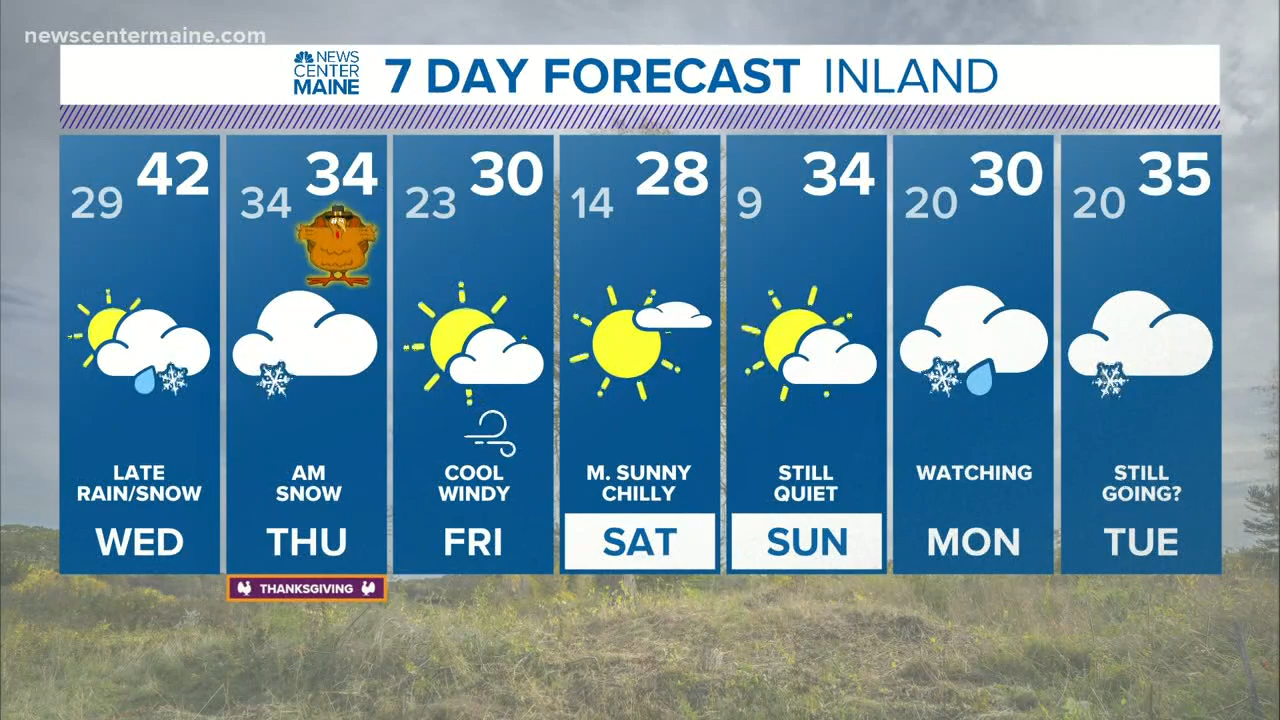 newscentermaine.com
NEWS
CENTER
MAINE
7 DAY FORECAST INLAND
29 42
34 34
23 30
14 28
9 34
20 30
20 35
LATE
RAIN/SNOW
WED
AM
SNOW
THU
THANKSGIVING
COOL
WINDY
FRI
M. SUNNY
CHILLY
SAT
STILL
QUIET
SUN
WATCHING
MON
STILL
GOING?
TUE